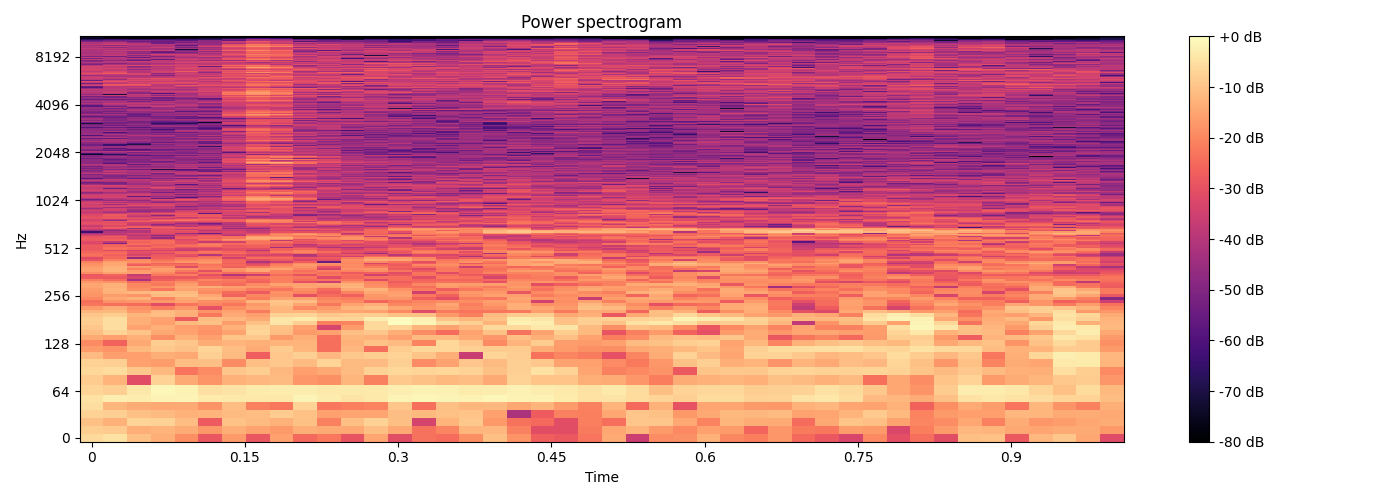 Power spectrogram
Hz
8192
4096
2048
1024
512
256
128
64
0
0 0.15 0.3 0.45 0.6 0.75 0.9
Time
+0 dB
-10 dB
-20 dB
-30 dB
-40 dB
-50 dB
-60 dB
-70 dB
-80 dB